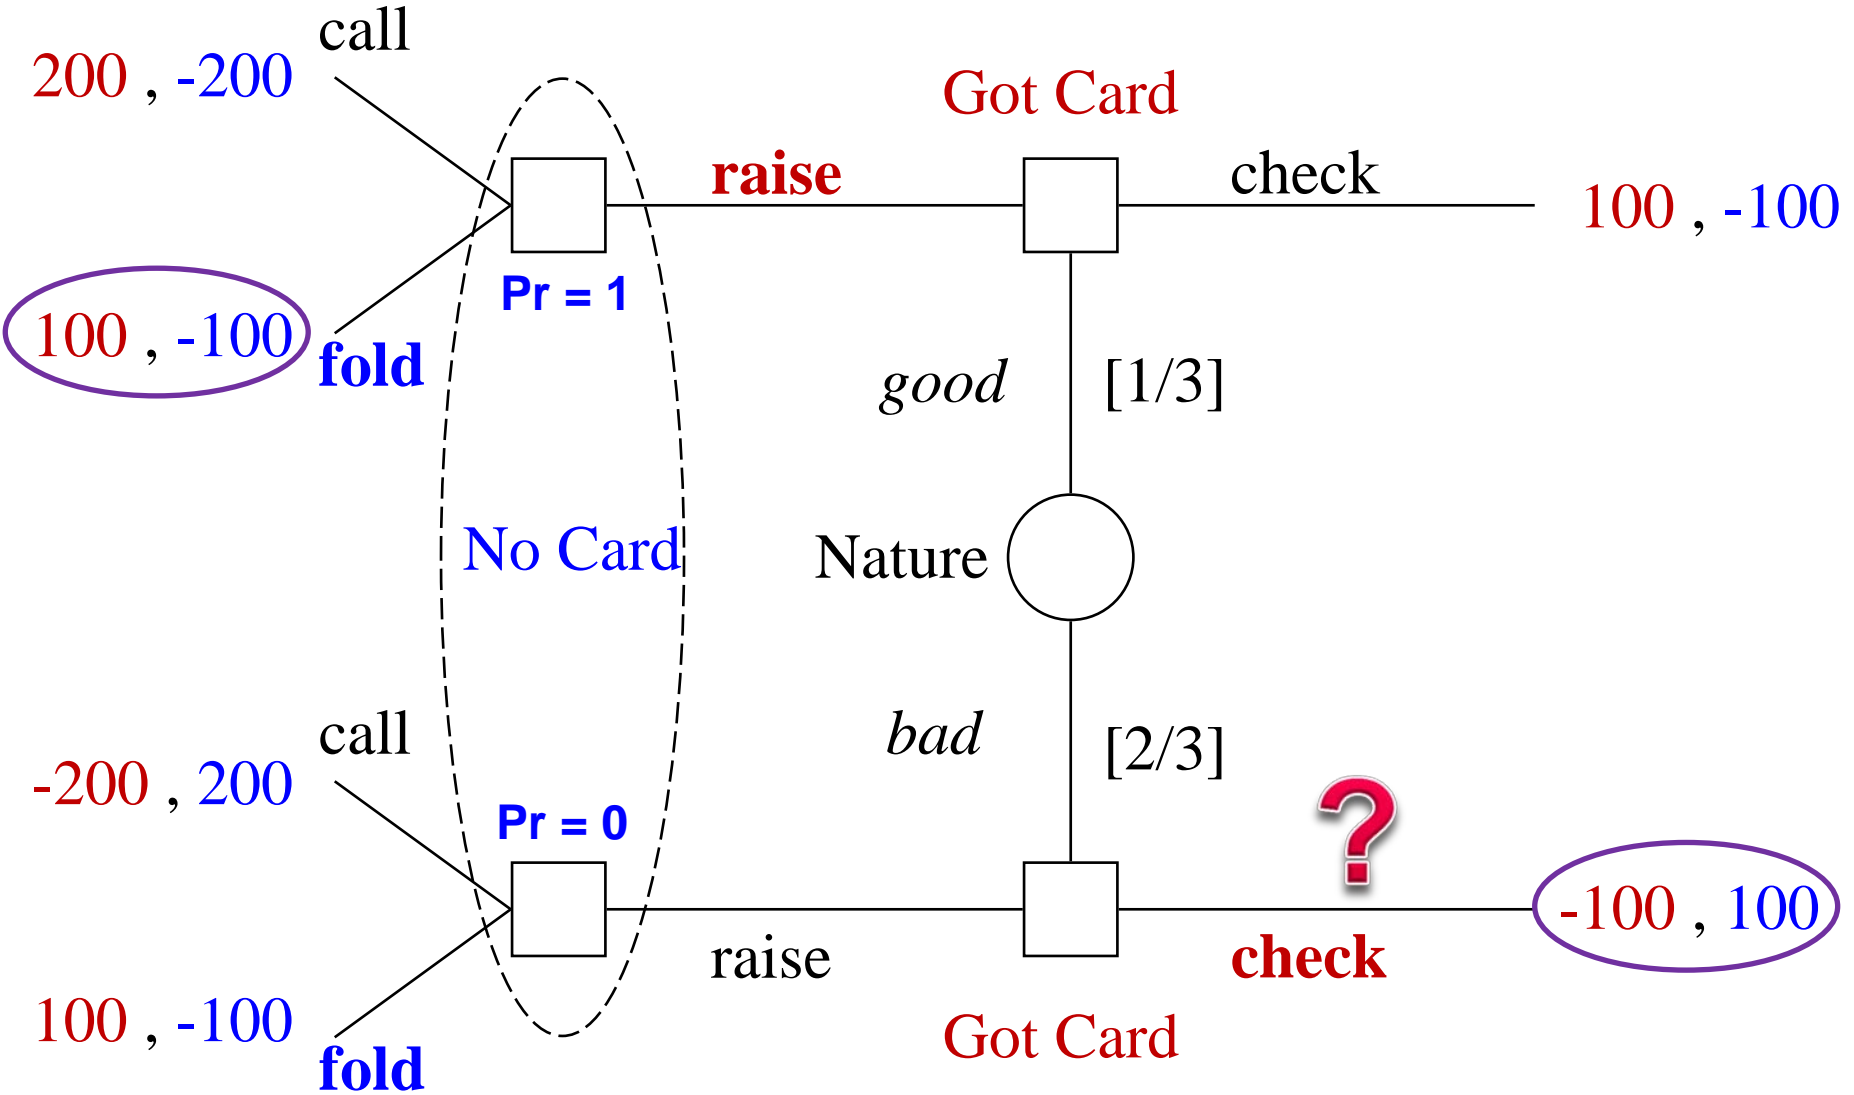 call
200 , -200
Got Card
raise
check
100 , -100
Pr = 1
100 , -100
fold
good
[1/3]
No Card
Nature
call
bad
[2/3]
-200 , 200
Pr = 0
?
-100 , 100
raise
check
100 , -100
Got Card
fold